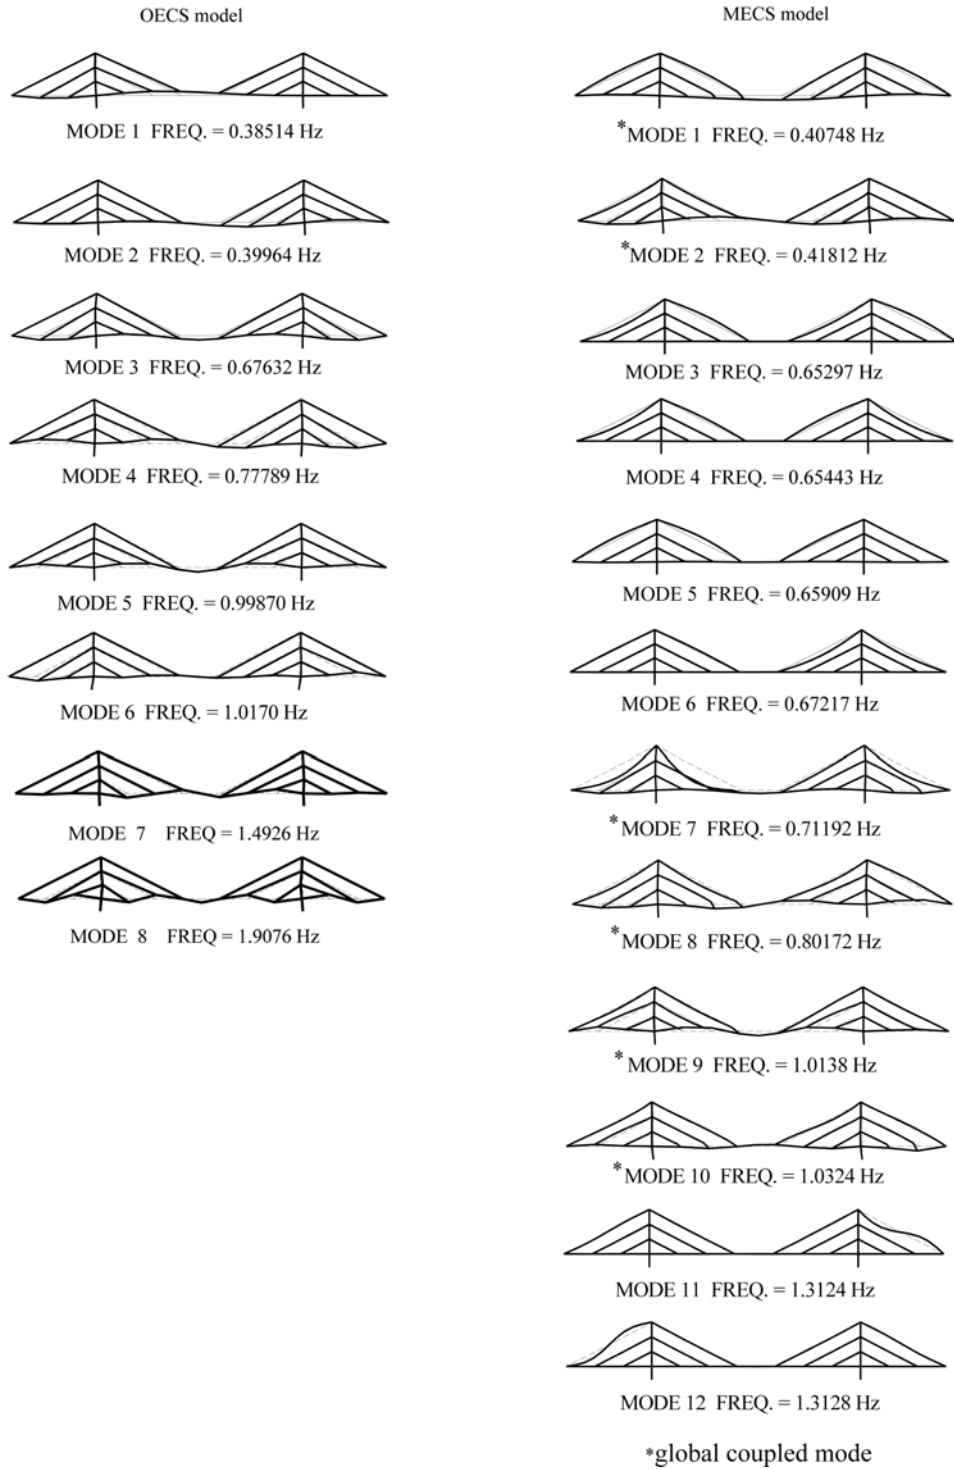 OECS model
MODE 1 FREQ. = 0.38514 Hz
MODE 2 FREQ. = 0.39964 Hz
MODE 3 FREQ. = 0.67632 Hz
MODE 4 FREQ. = 0.77789 Hz
MODE 5 FREQ. = 0.99870 Hz
MODE 6 FREQ. = 1.0170 Hz
MODE 7 FREQ = 1.4926 Hz
MODE 8 FREQ = 1.9076 Hz
MECS model
*MODE 1 FREQ. = 0.40748 Hz
*MODE 2 FREQ. = 0.41812 Hz
MODE 3 FREQ. = 0.65297 Hz
MODE 4 FREQ. = 0.65443 Hz
MODE 5 FREQ. = 0.65909 Hz
MODE 6 FREQ. = 0.67217 Hz
*MODE 7 FREQ. = 0.71192 Hz
*MODE 8 FREQ. = 0.80172 Hz
*MODE 9 FREQ. = 1.0138 Hz
*MODE 10 FREQ. = 1.0324 Hz
MODE 11 FREQ. = 1.3124 Hz
MODE 12 FREQ. = 1.3128 Hz
*global coupled mode